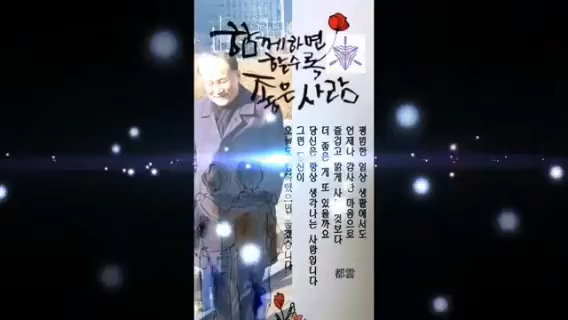 함께하면
할수록
좋은 사람
평범한 일상 생활에서도
언제나 감사한 마음으로
즐겁고 밝게 사는 것보다
더 좋은 게 또 있을까요
당신은 항상 생각나는 사람입니다
그런 당신이
오늘도 행복했으면 좋겠습니다
都雲